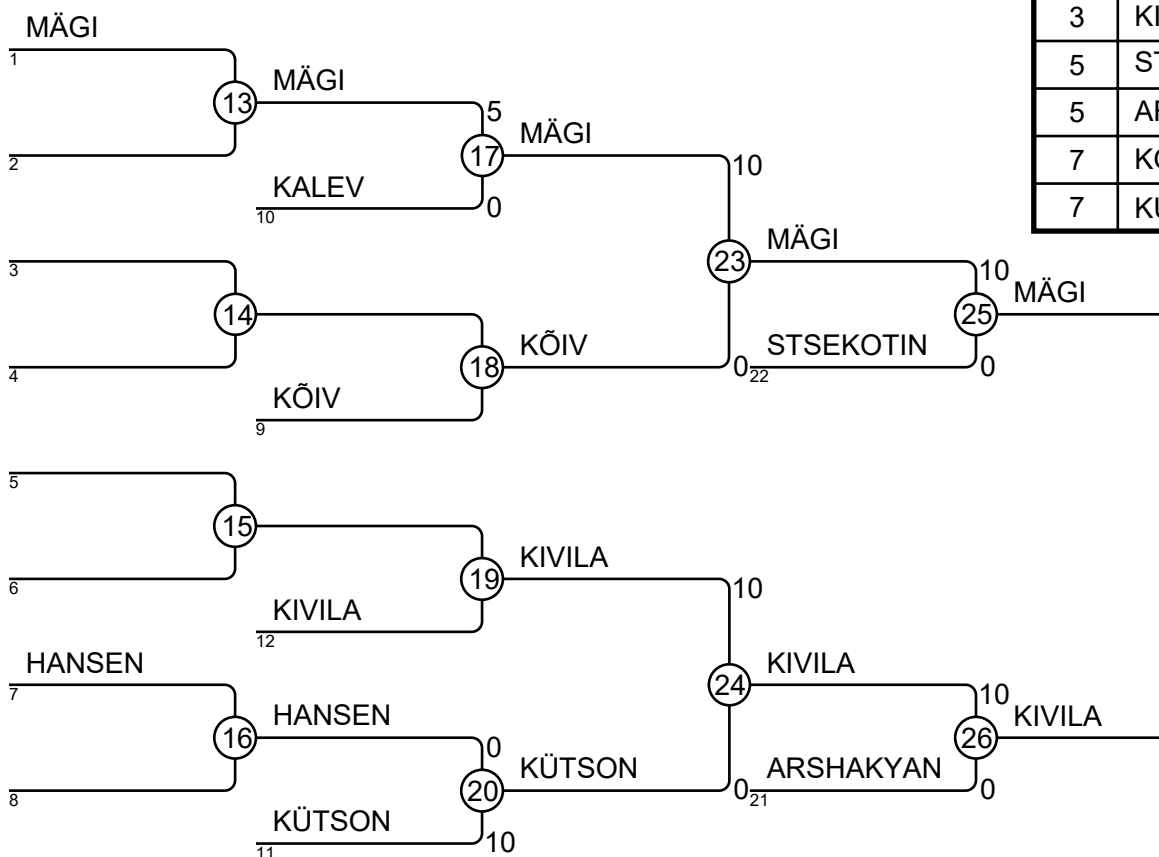 MÄGI
1
13
MÄGI
2
5
17
MÄGI
KALEV
10
0
10
3
14
23
MÄGI
4
18
KÕIV
KÕIV
9
0
22
STSEKOTIN
10
25
MÄGI
0
5
15
19
KIVILA
6
KIVILA
12
10
HANSEN
7
16
HANSEN
24
KIVILA
8
0
20
KÜTSON
KÜTSON
11
10
0
21
ARSHAKYAN
10
26
KIVILA
0
3
5
5
7
7